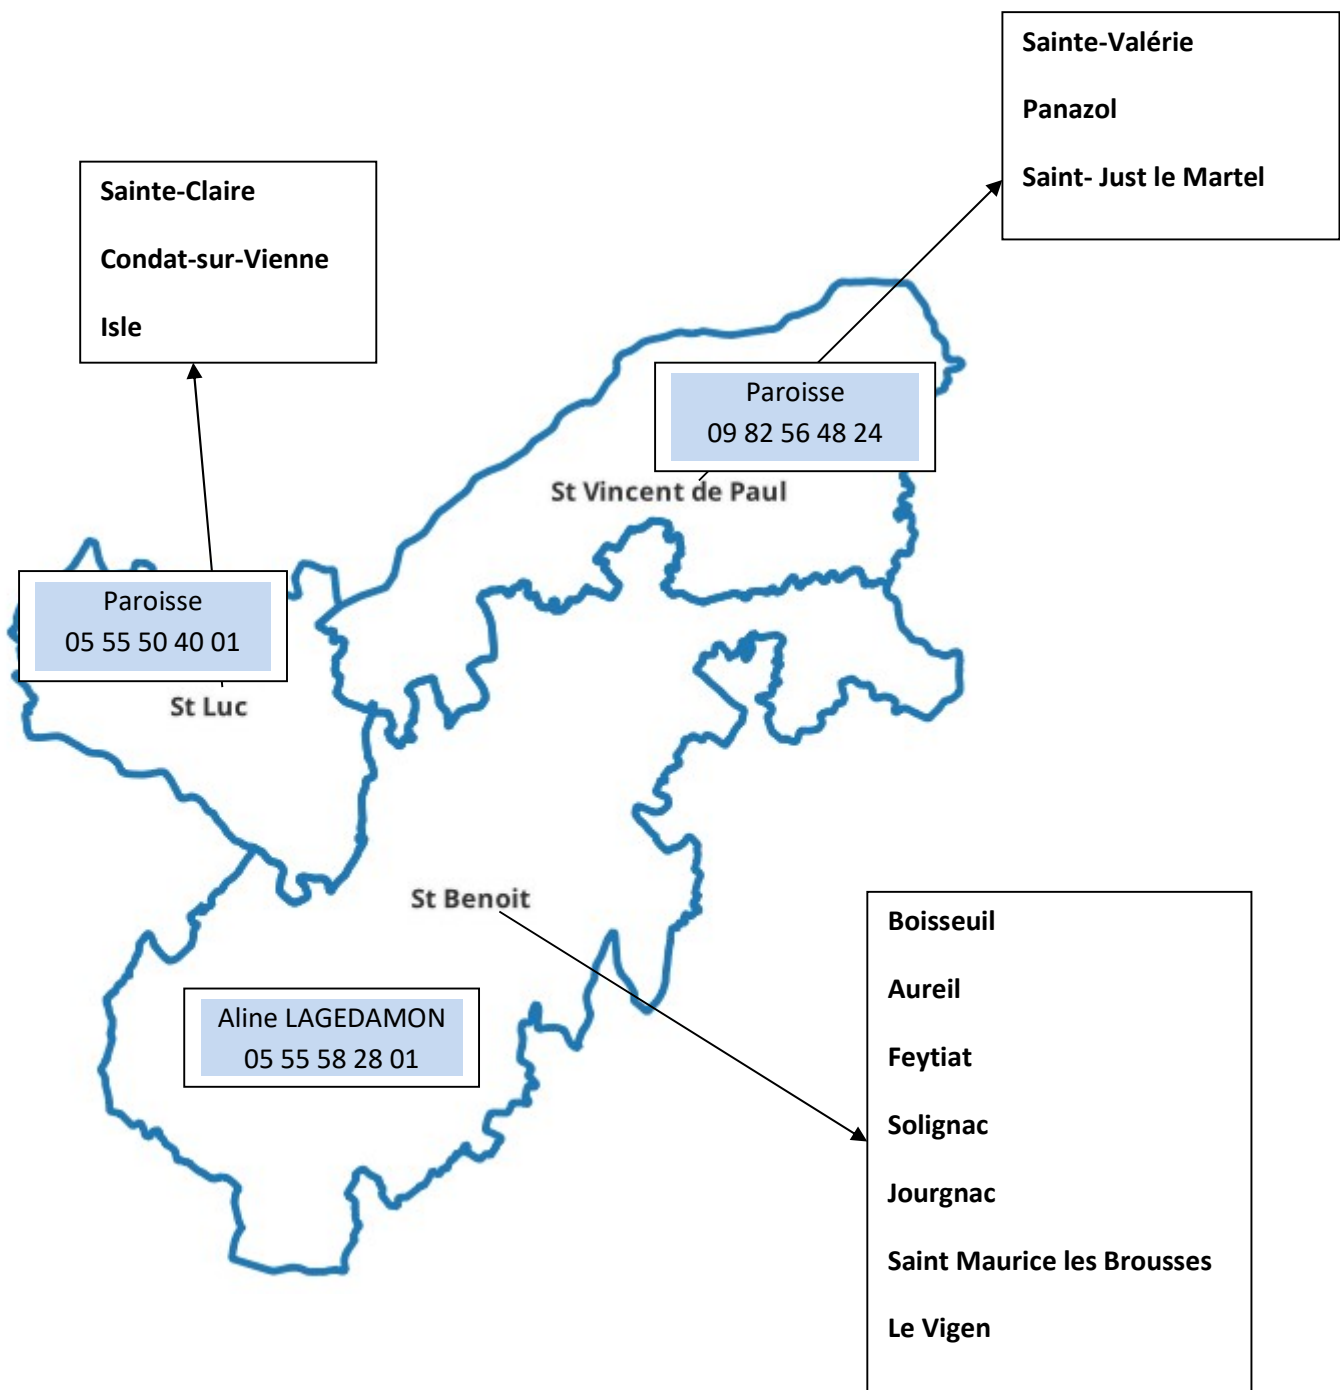 Sainte-Valérie
Panazol
Saint- Just le Martel
Sainte-Claire
Condat-sur-Vienne
Isle
Paroisse
09 82 56 48 24
St Vincent de Paul
Paroisse
05 55 50 40 01
St Luc
St Benoit
Aline LAGEDAMON
05 55 58 28 01
Boisseuil
Aureil
Feytiat
Solignac
Jourgnac
Saint Maurice les Brousses
Le Vigen